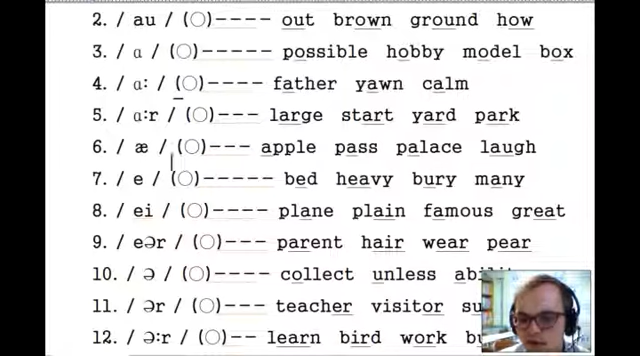 2. / au / (○)---- out brown ground how
3. / ɑ / (○)----- possible hobby model box
4. / ɑː / (○)---- father yawn calm
5. / ɑːr / (○)--- large start yard park
6. / æ / (○)--- apple pass palace laugh
7. / e / (○)----- bed heavy bury many
8. / ei / (○)---- plane plain famous great
9. / eər / (○)--- parent hair wear pear
10. / ə / (○)---- collect unless
11. / ər / (○)--- teacher visitor
12. / əːr / (○)-- learn bird work